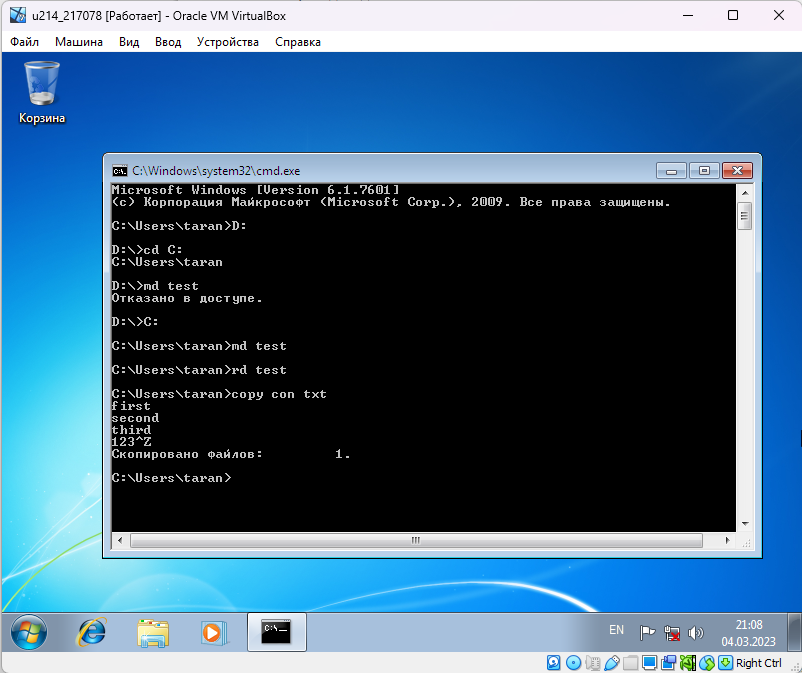 u214_217078 [Работает] - Oracle VM VirtualBox
Файл Машина Вид Ввод Устройства Справка
Корзина
C:\Windows\system32\cmd.exe
Microsoft Windows [Version 6.1.7601]
(c) Корпорация Майкрософт (Microsoft Corp.), 2009. Все права защищены.
C:\Users\taran>D:
D:\>cd C:
C:\Users\taran
D:\>md test
Отказано в доступе.
D:\>C:
C:\Users\taran>md test
C:\Users\taran>rd test
C:\Users\taran>copy con txt
first
second
third
123^Z
Скопировано файлов: 1.
C:\Users\taran>
C:\_
EN
21:08
04.03.2023
Right Ctrl